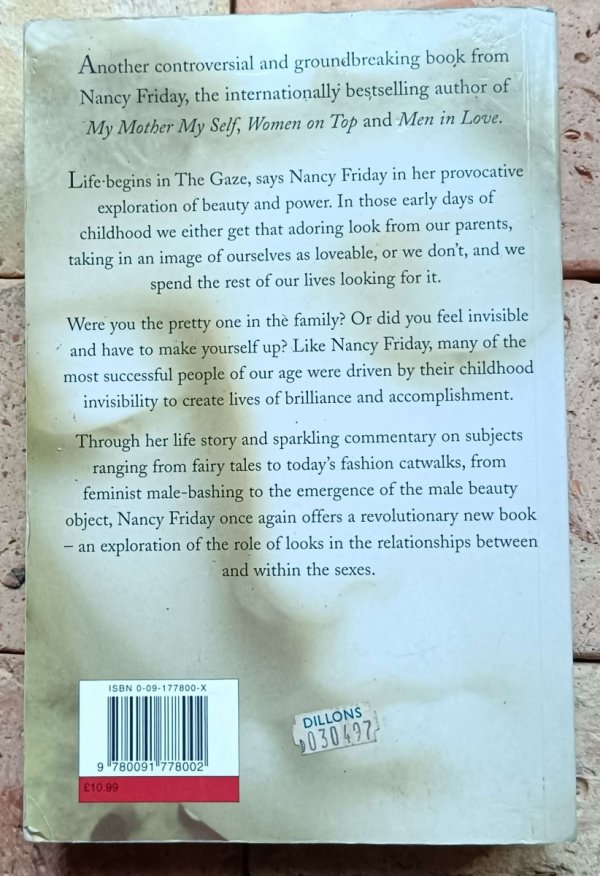 Another controversial and groundbreaking book from
Nancy Friday, the internationally bestselling author of
My Mother My Self, Women on Top and Men in Love.
Life begins in The Gaze, says Nancy Friday in her provocative
exploration of beauty and power. In those early days of
childhood we either get that adoring look from our parents,
taking in an image of ourselves as loveable, or we don't, and we
spend the rest of our lives looking for it.
Were you the pretty one in the family? Or did you feel invisible
and have to make yourself up? Like Nancy Friday, many of the
most successful people of our age were driven by their childhood
invisibility to create lives of brilliance and accomplishment.
Through her life story and sparkling commentary on subjects
ranging from fairy tales to today's fashion catwalks, from
feminist male-bashing to the emergence of the male beauty
object, Nancy Friday once again offers a revolutionary new book
– an exploration of the role of looks in the relationships between
and within the sexes.
ISBN 0-09-177800-X
9 780091 778002
£10.99
DILLONS
D030497